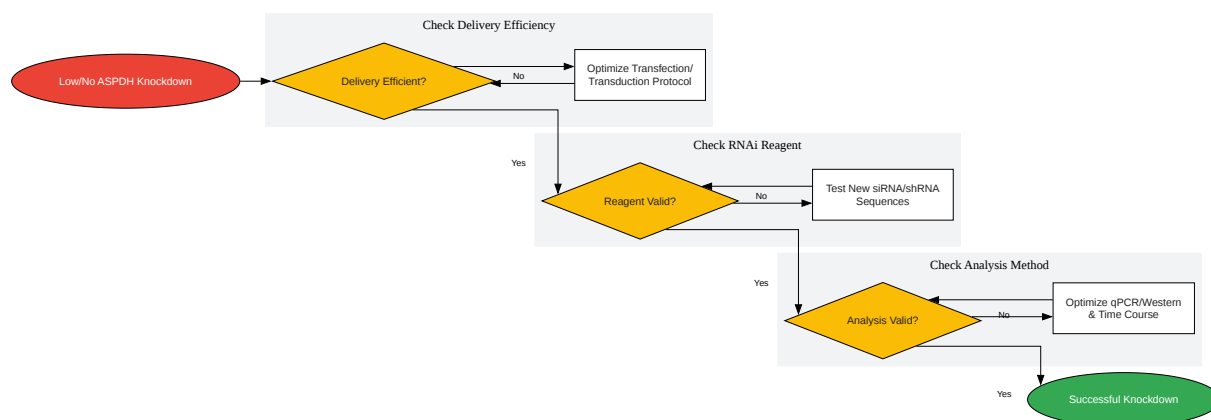 Check Delivery Efficiency
Low/No ASPDH Knockdown
Delivery Efficient?
No
Optimize Transfection/
Transduction Protocol
Yes
Check RNAi Reagent
Reagent Valid?
No
Test New siRNA/shRNA
Sequences
Yes
Check Analysis Method
Analysis Valid?
No
Optimize qPCR/Western
& Time Course
Yes
Successful Knockdown